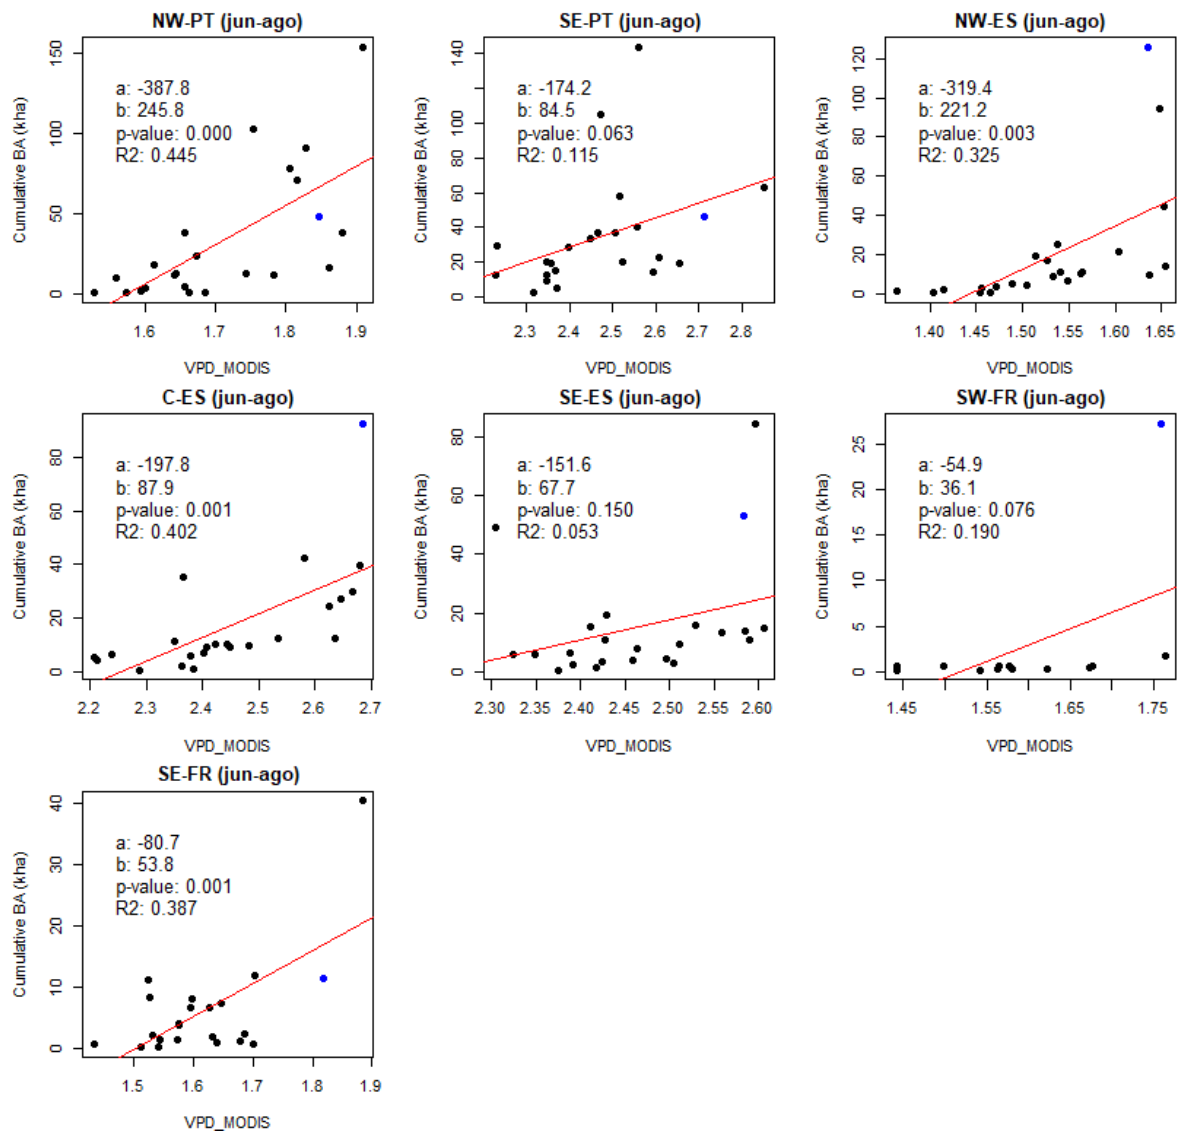 NW-PT (jun-ago)
Cumulative BA (kha)
0 50 100 150
a: -387.8
b: 245.8
p-value: 0.000
R2: 0.445
1.6 1.7 1.8 1.9
VPD_MODIS
SE-PT (jun-ago)
Cumulative BA (kha)
0 20 40 60 80 100 140
a: -174.2
b: 84.5
p-value: 0.063
R2: 0.115
2.3 2.4 2.5 2.6 2.7 2.8
VPD_MODIS
NW-ES (jun-ago)
Cumulative BA (kha)
0 20 40 60 80 100 120
a: -319.4
b: 221.2
p-value: 0.003
R2: 0.325
1.40 1.45 1.50 1.55 1.60 1.65
VPD_MODIS
C-ES (jun-ago)
Cumulative BA (kha)
0 20 40 60 80
a: -197.8
b: 87.9
p-value: 0.001
R2: 0.402
2.2 2.3 2.4 2.5 2.6 2.7
VPD_MODIS
SE-ES (jun-ago)
Cumulative BA (kha)
0 20 40 60 80
a: -151.6
b: 67.7
p-value: 0.150
R2: 0.053
2.30 2.35 2.40 2.45 2.50 2.55 2.60
VPD_MODIS
SW-FR (jun-ago)
Cumulative BA (kha)
0 5 10 15 20 25
a: -54.9
b: 36.1
p-value: 0.076
R2: 0.190
1.45 1.55 1.65 1.75
VPD_MODIS
SE-FR (jun-ago)
Cumulative BA (kha)
0 10 20 30 40
a: -80.7
b: 53.8
p-value: 0.001
R2: 0.387
1.5 1.6 1.7 1.8 1.9
VPD_MODIS